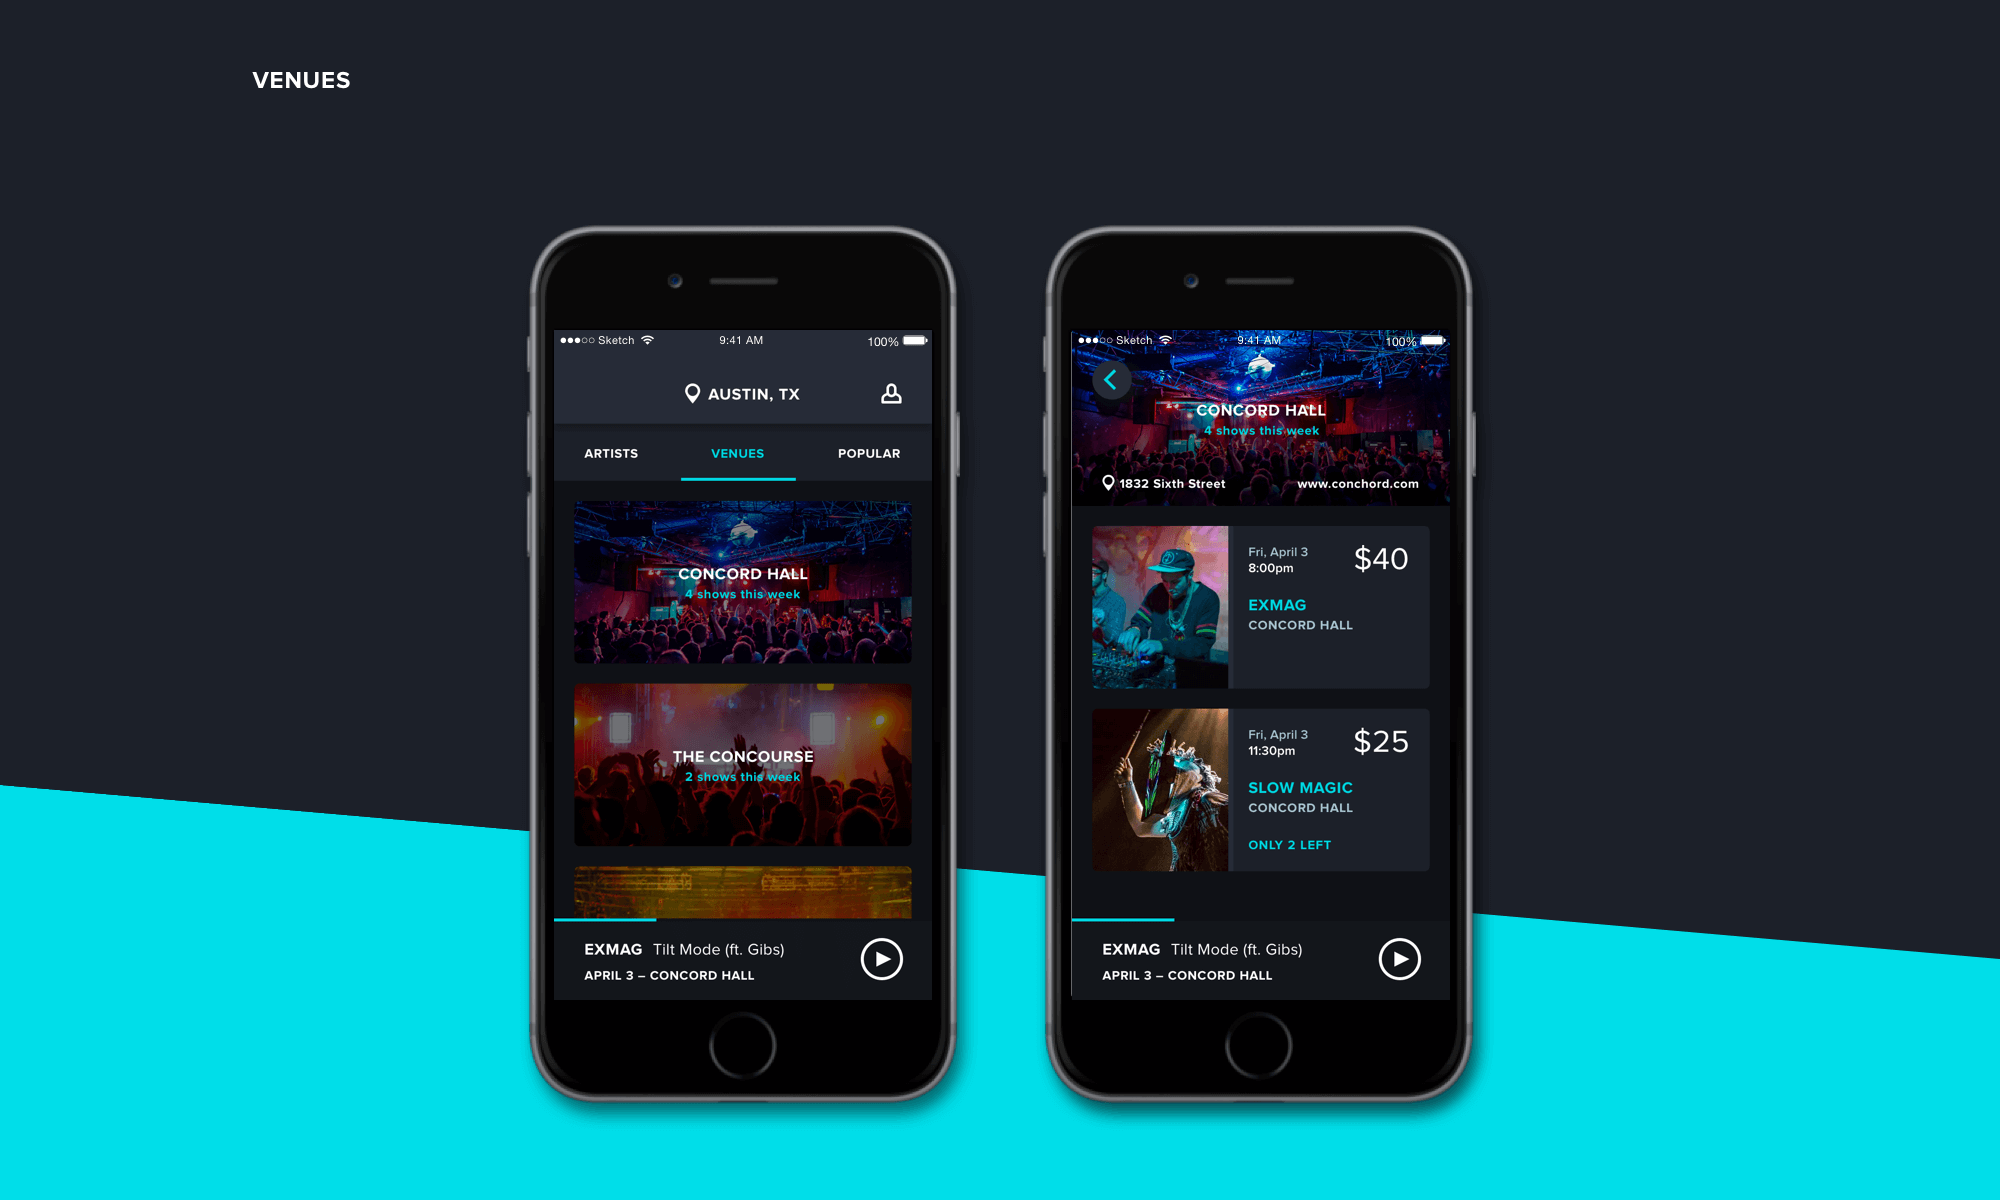 VENUES
Sketch 9:41 AM 100%
AUSTIN, TX
ARTISTS VENUES POPULAR
CONCORD HALL
4 shows this week
THE CONCOURSE
2 shows this week
EXMAG Tilt Mode (ft. Gibs)
APRIL 3 – CONCORD HALL
Sketch 9:41 AM 100%
CONCORD HALL
4 shows this week
1832 Sixth Street www.conchord.com
Fri, April 3 $40
8:00pm
EXMAG
CONCORD HALL
Fri, April 3 $25
11:30pm
SLOW MAGIC
CONCORD HALL
ONLY 2 LEFT
EXMAG Tilt Mode (ft. Gibs)
APRIL 3 – CONCORD HALL